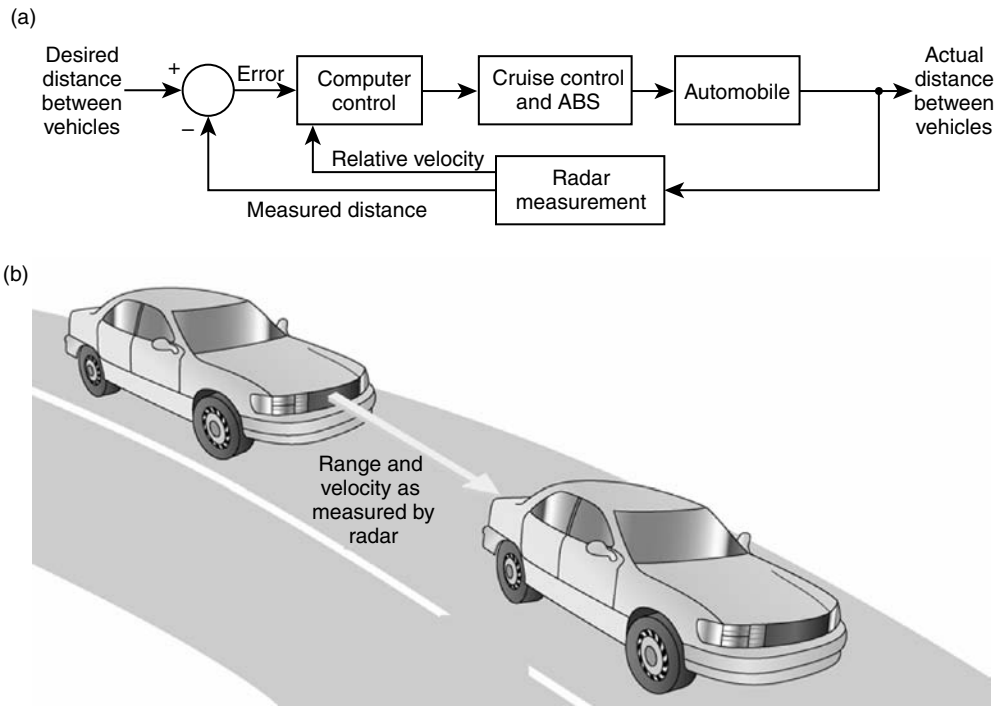 (a)
Desired
distance
between
vehicles
+
−
Error
Computer
control
Cruise control
and ABS
Automobile
Actual
distance
between
vehicles
Relative velocity
Radar
measurement
Measured distance
(b)
Range and
velocity as
measured by
radar